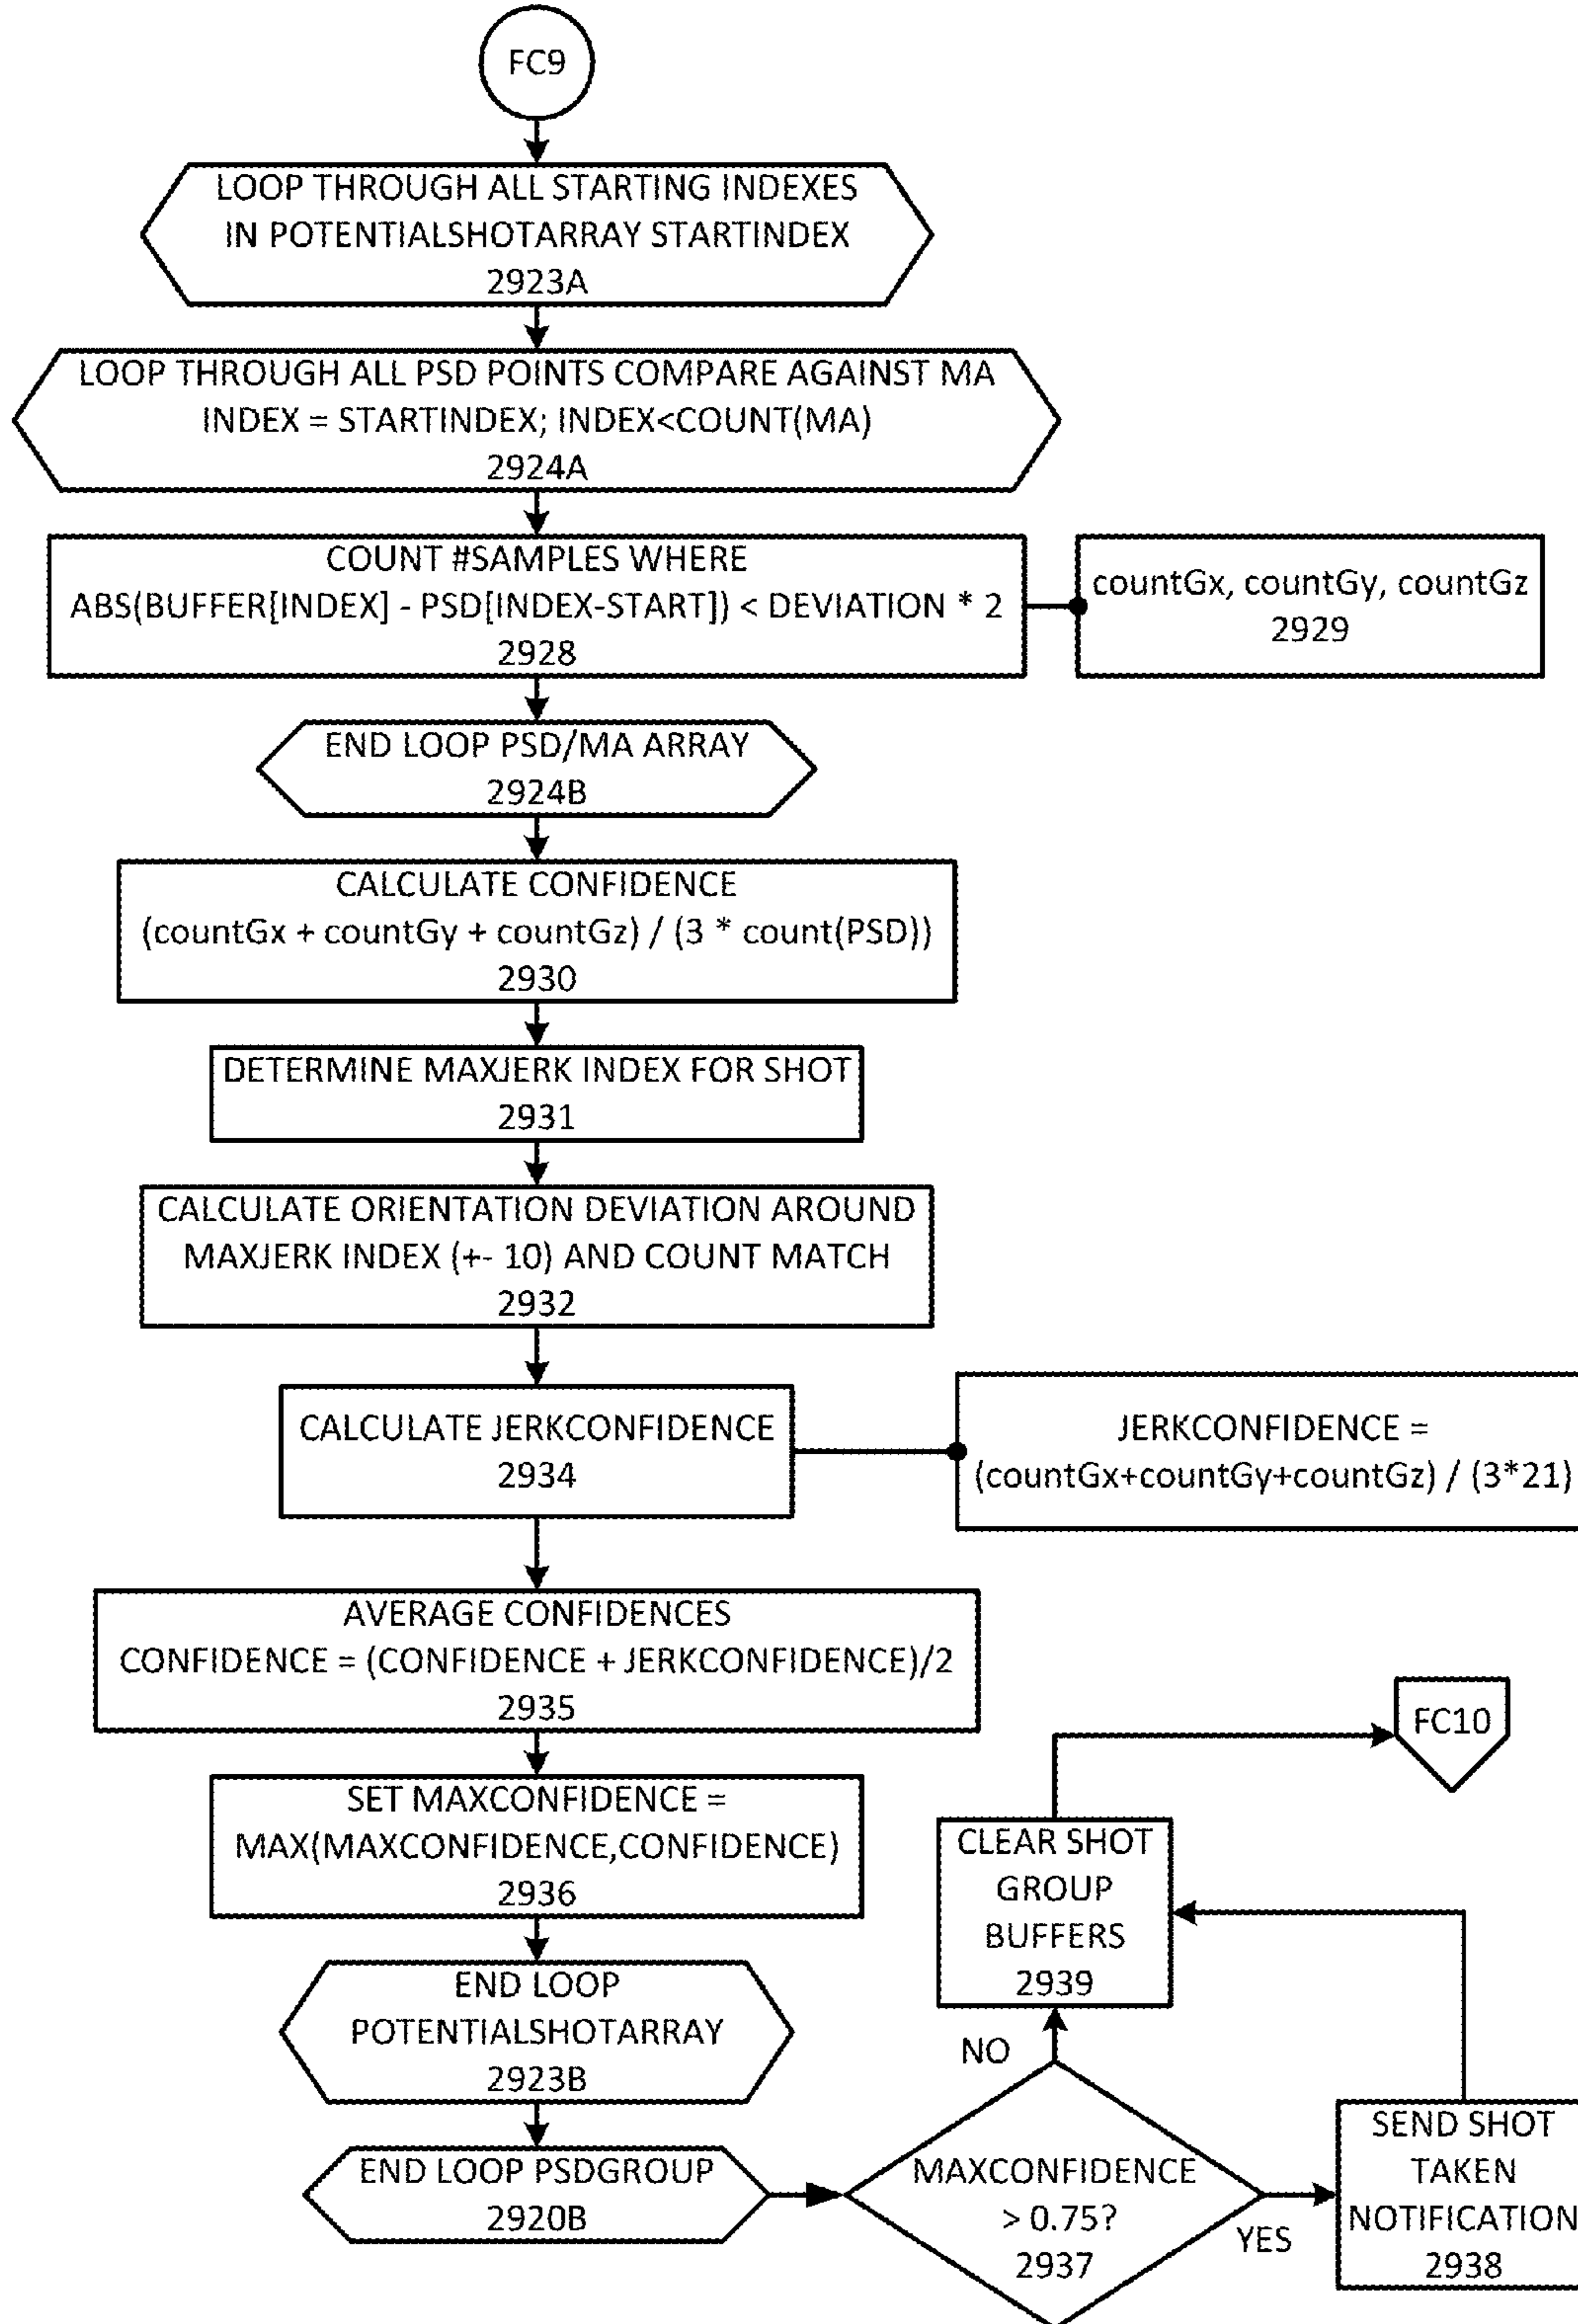 FC9
LOOP THROUGH ALL STARTING INDEXES
IN POTENTIALSHOTARRAY STARTINDEX
2923A
LOOP THROUGH ALL PSD POINTS COMPARE AGAINST MA
INDEX = STARTINDEX; INDEX<COUNT(MA)
2924A
COUNT #SAMPLES WHERE
ABS(BUFFER[INDEX] - PSD[INDEX-START]) < DEVIATION * 2
2928
countGx, countGy, countGz
2929
END LOOP PSD/MA ARRAY
2924B
CALCULATE CONFIDENCE
(countGx + countGy + countGz) / (3 * count(PSD))
2930
DETERMINE MAXJERK INDEX FOR SHOT
2931
CALCULATE ORIENTATION DEVIATION AROUND
MAXJERK INDEX (+- 10) AND COUNT MATCH
2932
CALCULATE JERKCONFIDENCE
2934
JERKCONFIDENCE =
(countGx+countGy+countGz) / (3*21)
AVERAGE CONFIDENCES
CONFIDENCE = (CONFIDENCE + JERKCONFIDENCE)/2
2935
SET MAXCONFIDENCE =
MAX(MAXCONFIDENCE,CONFIDENCE)
2936
END LOOP
POTENTIALSHOTARRAY
2923B
END LOOP PSDGROUP
2920B
MAXCONFIDENCE
> 0.75?
2937
NO
YES
SEND SHOT
TAKEN
NOTIFICATION
2938
CLEAR SHOT
GROUP
BUFFERS
2939
FC10